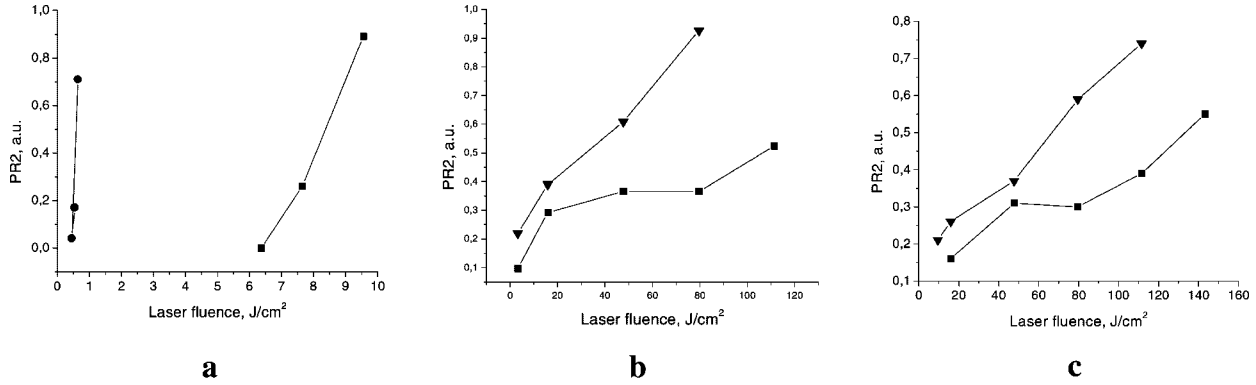 PR2, a.u.
1,0
0,8
0,6
0,4
0,2
0,0
0 1 2 3 4 5 6 7 8 9 10
Laser fluence, J/cm²
a
PR2, a.u.
1,0
0,9
0,8
0,7
0,6
0,5
0,4
0,3
0,2
0,1
0 20 40 60 80 100 120
Laser fluence, J/cm²
b
PR2, a.u.
0,8
0,7
0,6
0,5
0,4
0,3
0,2
0,1
20 40 60 80 100 120 140 160
Laser fluence, J/cm²
c